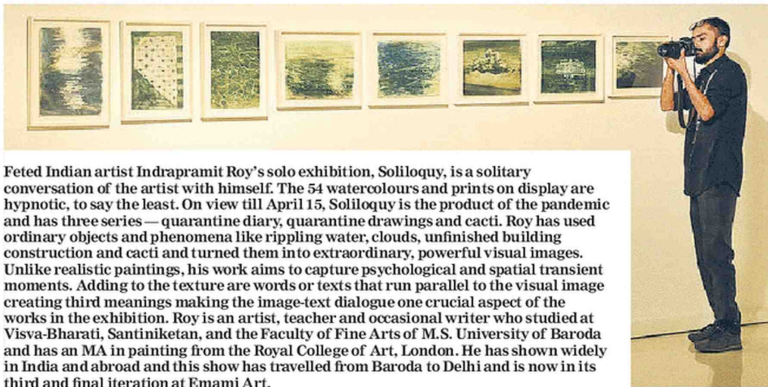 Feted Indian artist Indrapramit Roy's solo exhibition, Soliloquy, is a solitary
conversation of the artist with himself. The 54 watercolours and prints on display are
hypnotic, to say the least. On view till April 15, Soliloquy is the product of the pandemic
and has three series — quarantine diary, quarantine drawings and cacti. Roy has used
ordinary objects and phenomena like rippling water, clouds, unfinished building
construction and cacti and turned them into extraordinary, powerful visual images.
Unlike realistic paintings, his work aims to capture psychological and spatial transient
moments. Adding to the texture are words or texts that run parallel to the visual image
creating third meanings making the image-text dialogue one crucial aspect of the
works in the exhibition. Roy is an artist, teacher and occasional writer who studied at
Visva-Bharati, Santiniketan, and the Faculty of Fine Arts of M.S. University of Baroda
and has an MA in painting from the Royal College of Art, London. He has shown widely
in India and abroad and this show has travelled from Baroda to Delhi and is now in its
third and final iteration at Emami Art.